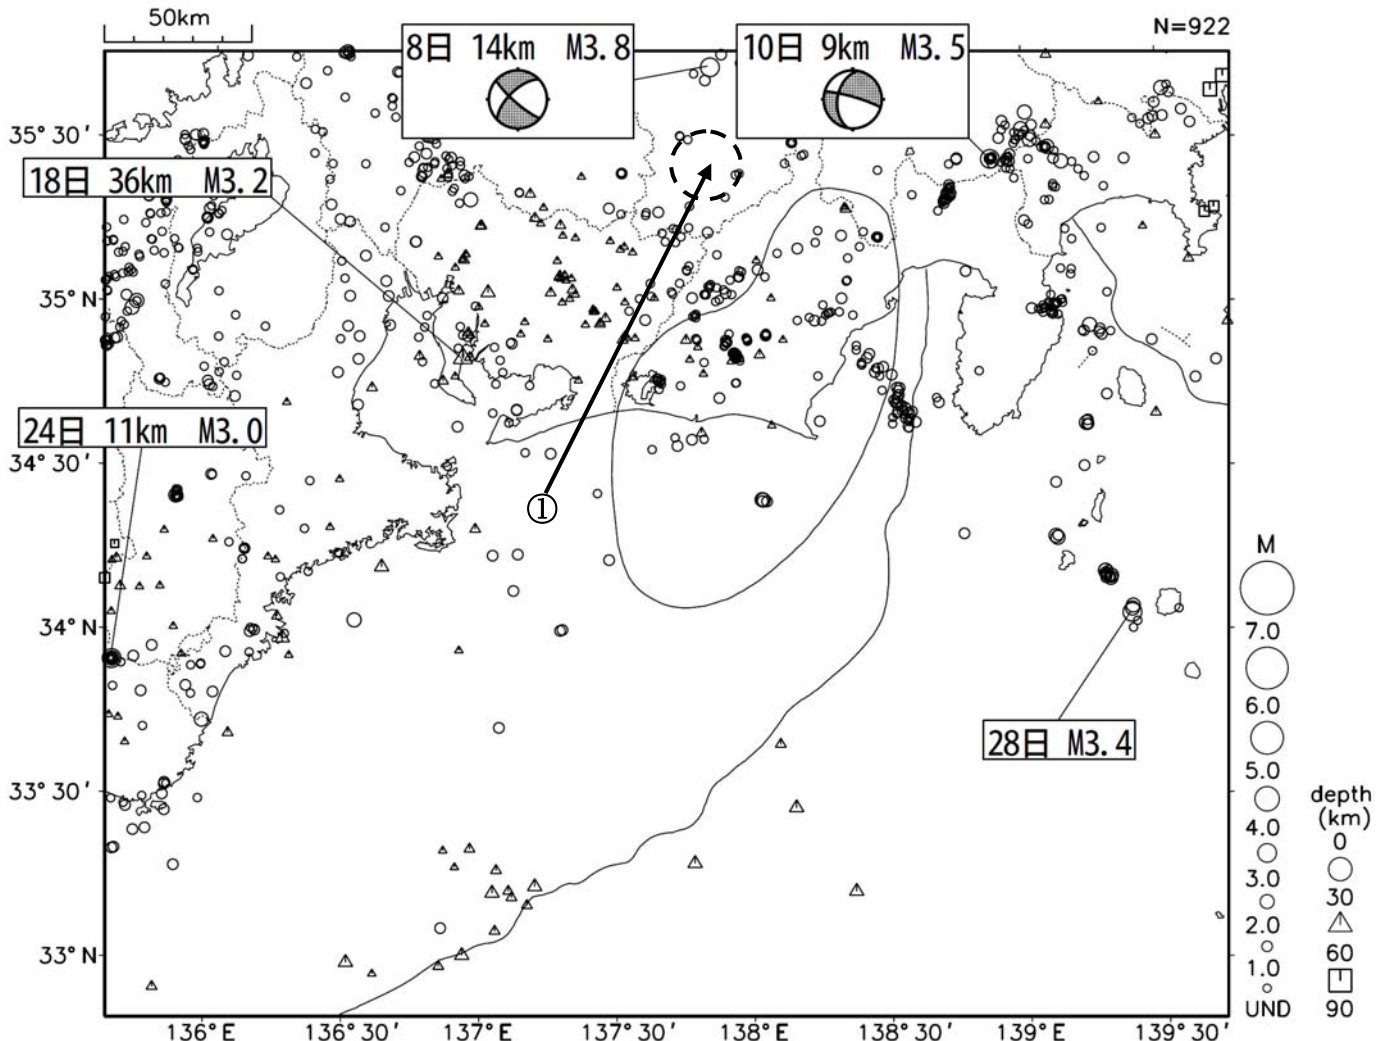 50km
N=922
8日 14km M3.8
10日 9km M3.5
35°30′
18日 36km M3.2
35°N
24日 11km M3.0
34°30′
①
34°N
28日 M3.4
33°30′
33°N
136°E
136°30′
137°E
137°30′
138°E
138°30′
139°E
139°30′
M
7.0
6.0
5.0
4.0
3.0
2.0
1.0
UND
depth
(km)
0
30
60
90